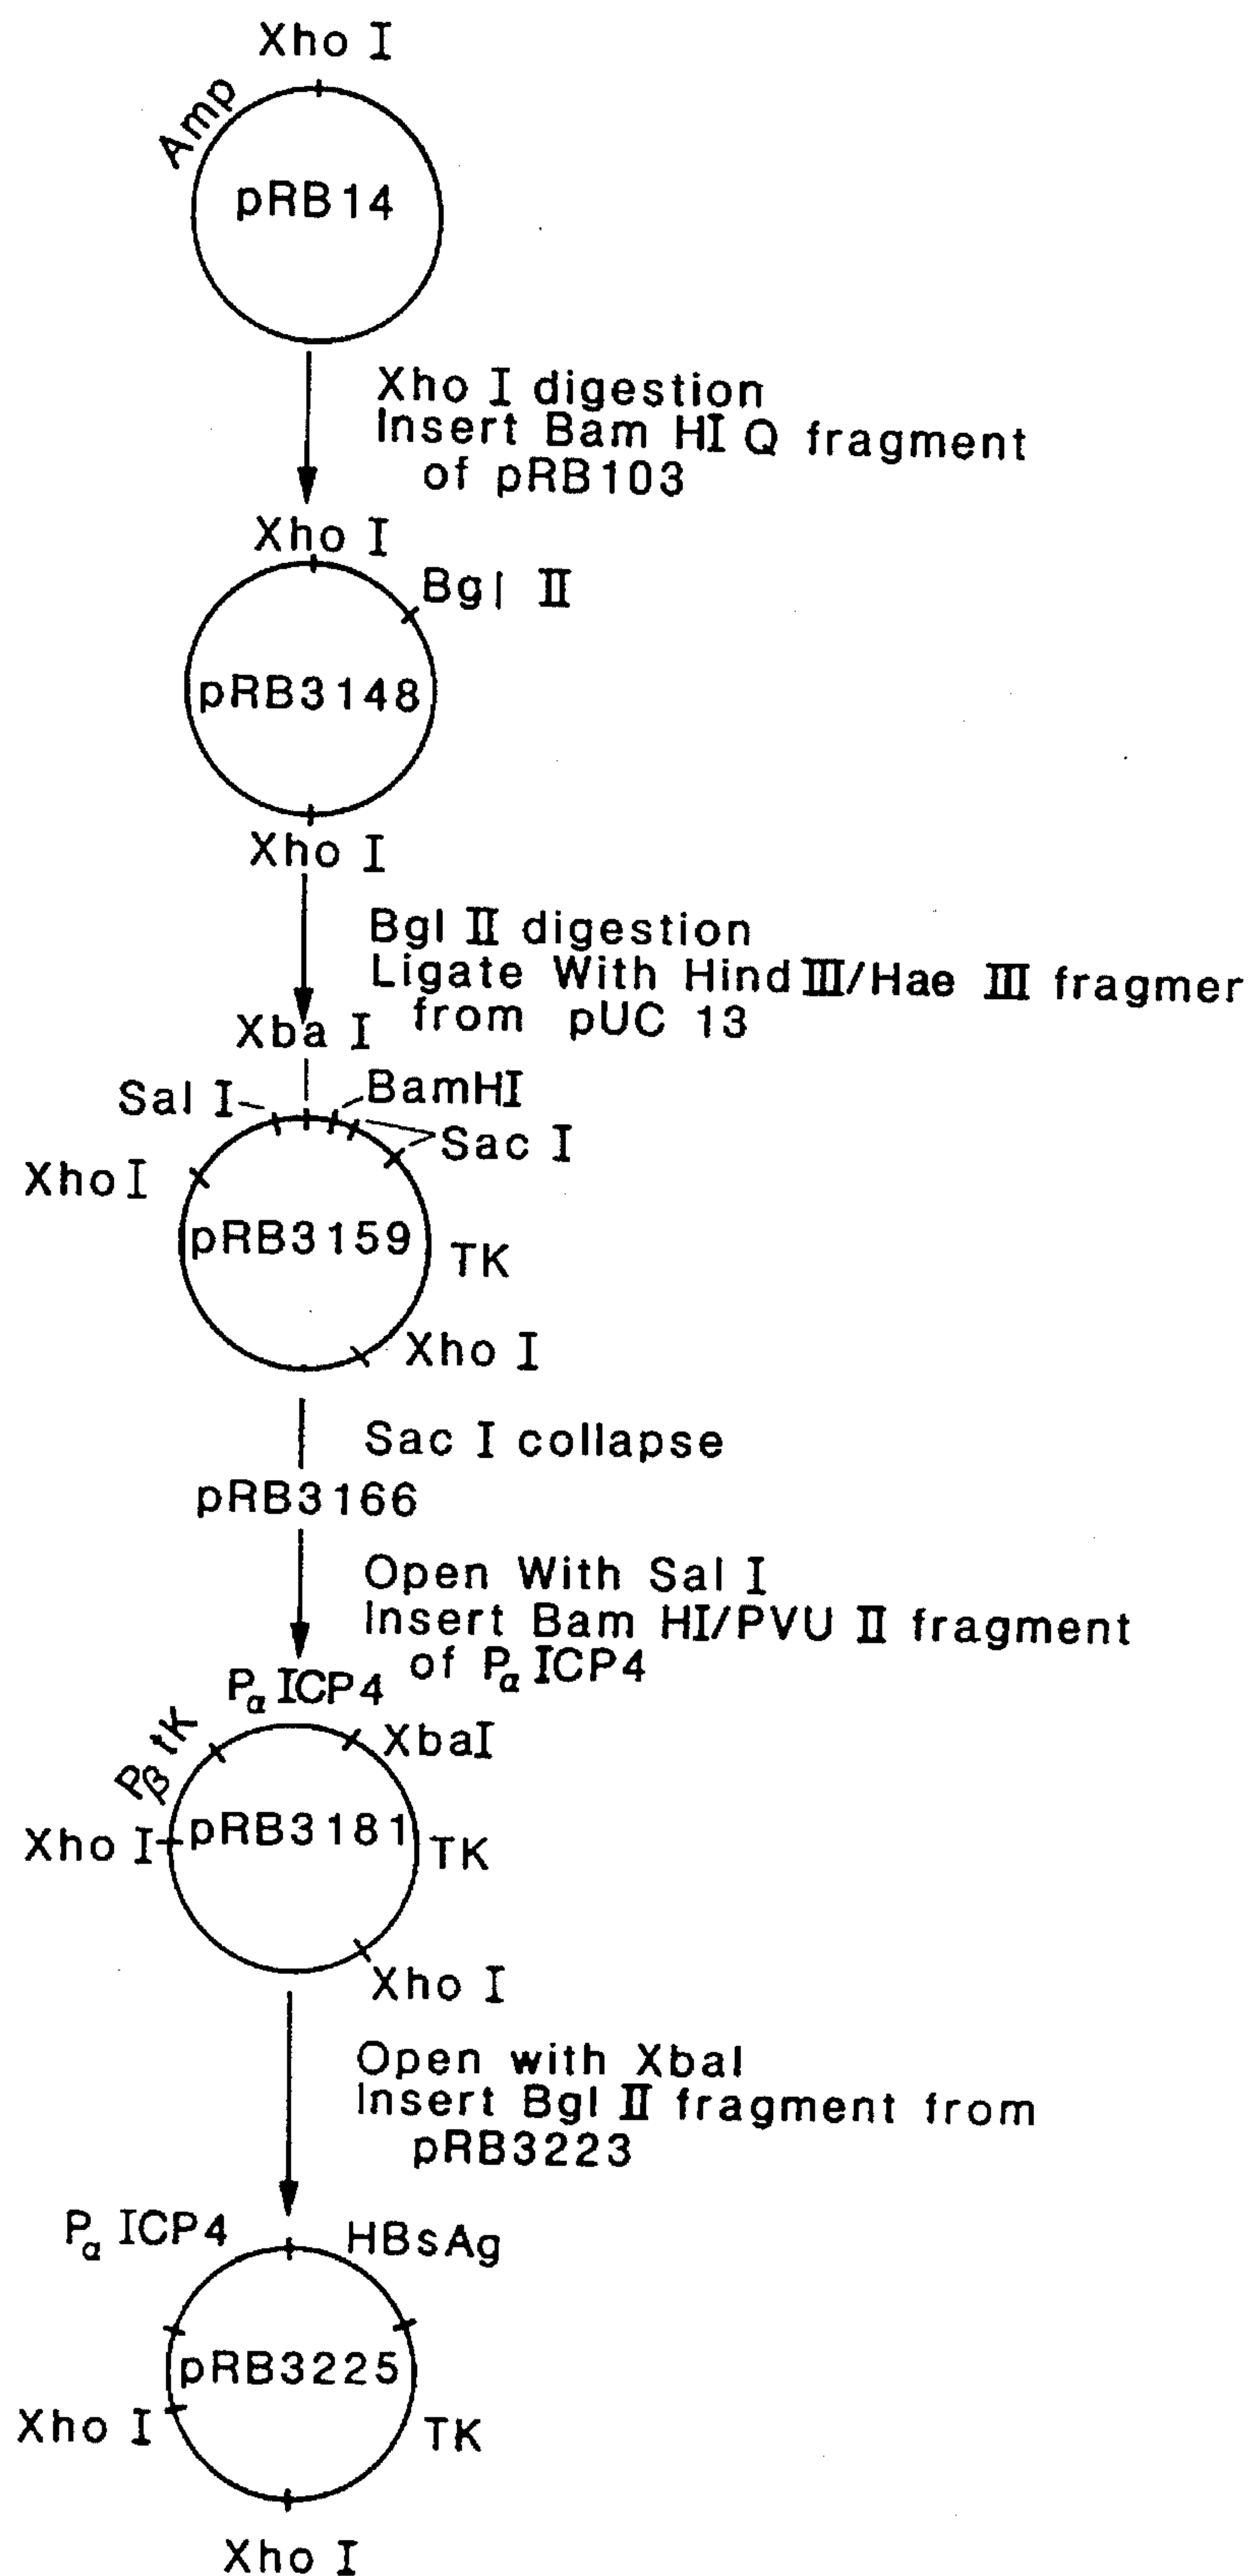 Xho I
Amp
pRB14
Xho I digestion
Insert Bam HI Q fragment
of pRB103
Xho I
Bgl II
pRB3148
Xho I
Bgl II digestion
Ligate With Hind III/Hae III fragmer
from pUC 13
Xba I
Sal I
BamHI
Sac I
Xho I
pRB3159
TK
Xho I
Sac I collapse
pRB3166
Open With Sal I
Insert Bam HI/PVU II fragment
of Pα ICP4
Pα ICP4
Pβ tK
XbaI
Xho I
pRB3181
TK
Xho I
Open with XbaI
Insert Bgl II fragment from
pRB3223
Pα ICP4
HBsAg
pRB3225
Xho I
TK
Xho I